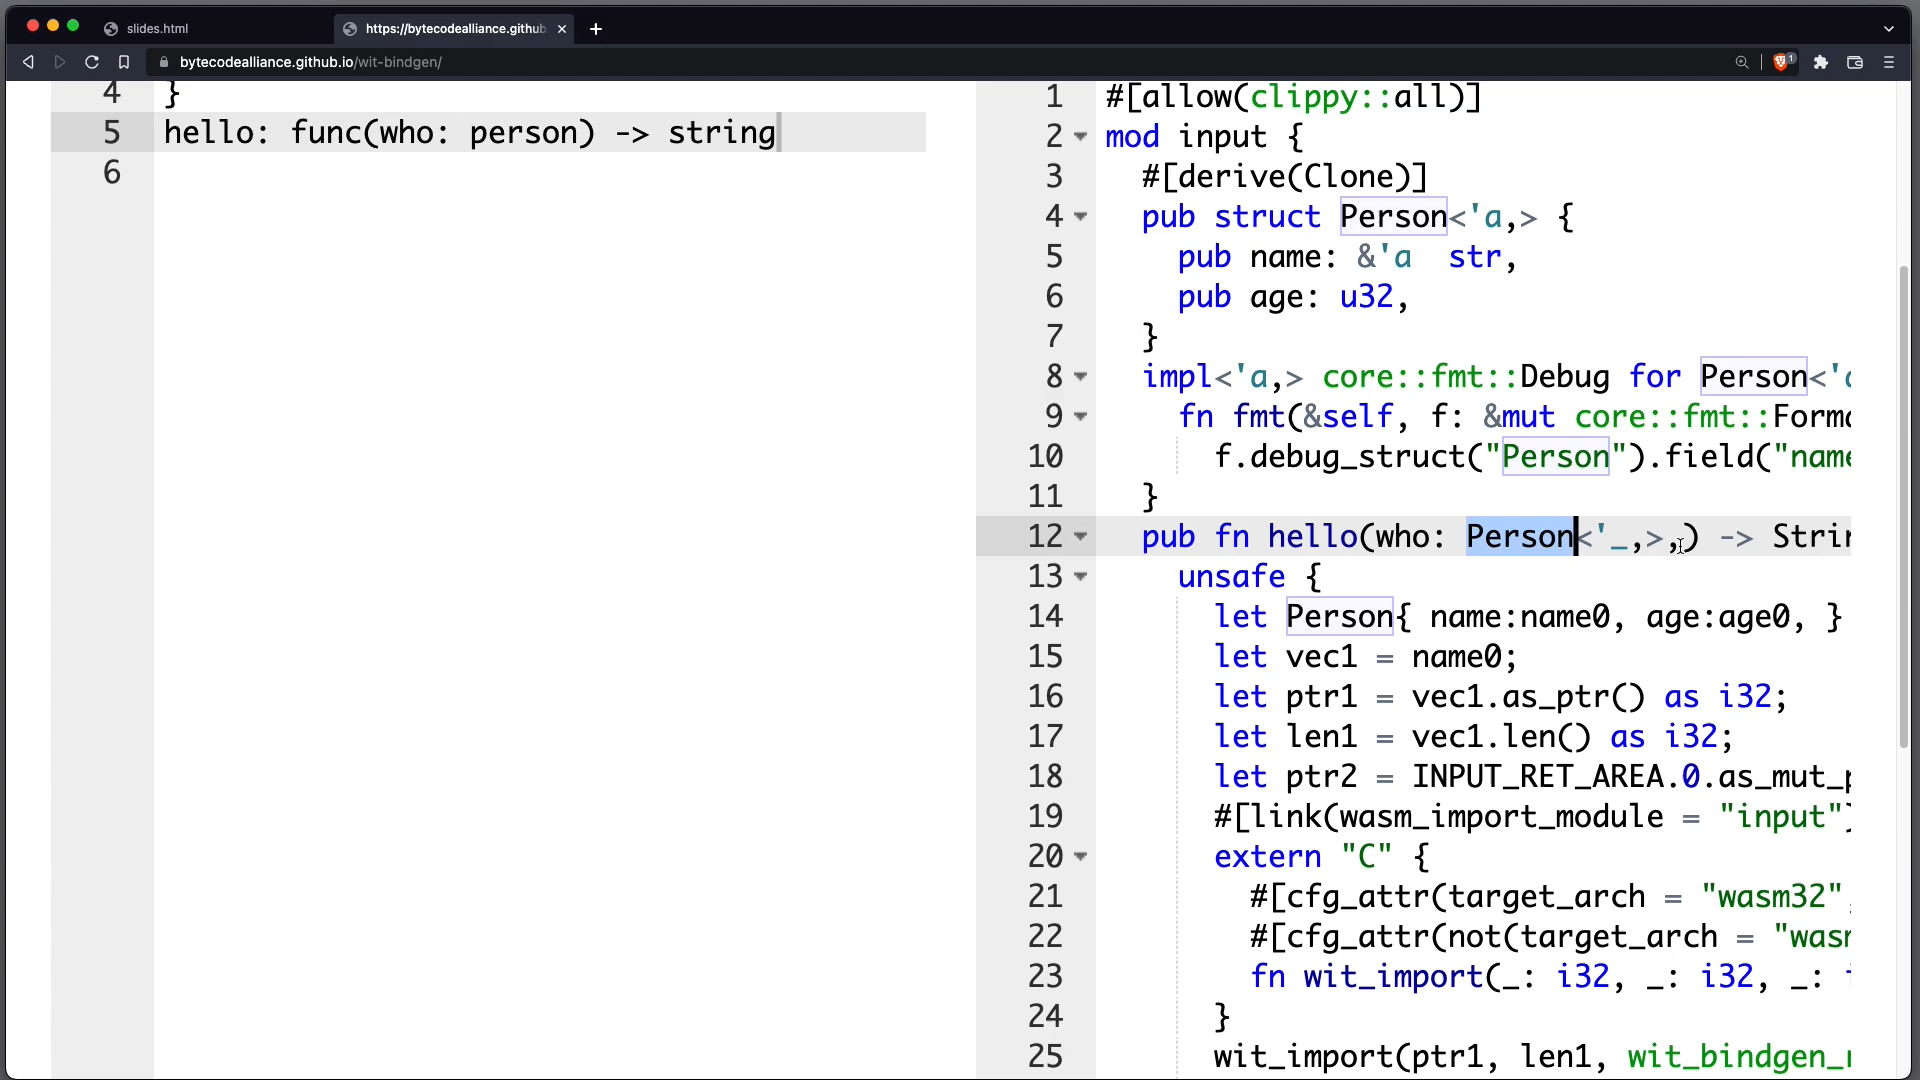 slides.html
https://bytecodealliance.github
bytecodealliance.github.io/wit-bindgen/
1
4 }
5 hello: func(who: person) -> string
6
1 #[allow(clippy::all)]
2 mod input {
3 #[derive(Clone)]
4 pub struct Person<'a,> {
5 pub name: &'a  str,
6 pub age: u32,
7 }
8 impl<'a,> core::fmt::Debug for Person<'a
9 fn fmt(&self, f: &mut core::fmt::Forma
10 f.debug_struct("Person").field("name
11 }
12 pub fn hello(who: Person<'_,>,) -> Strin
13 unsafe {
14 let Person{ name:name0, age:age0, }
15 let vec1 = name0;
16 let ptr1 = vec1.as_ptr() as i32;
17 let len1 = vec1.len() as i32;
18 let ptr2 = INPUT_RET_AREA.0.as_mut_p
19 #[link(wasm_import_module = "input")
20 extern "C" {
21 #[cfg_attr(target_arch = "wasm32",
22 #[cfg_attr(not(target_arch = "wasm
23 fn wit_import(_: i32, _: i32, _: i
24 }
25 wit_import(ptr1, len1, wit_bindgen_r